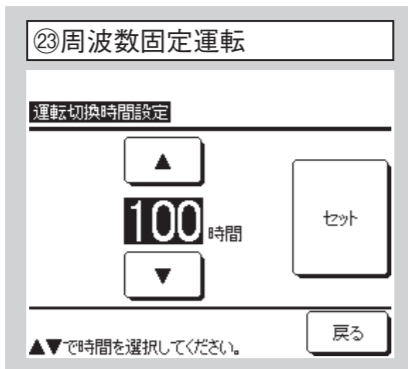 ㉓周波数固定運転
運転切換時間設定
▲
100時間
セット
▼
▲▼で時間を選択してください。
戻る